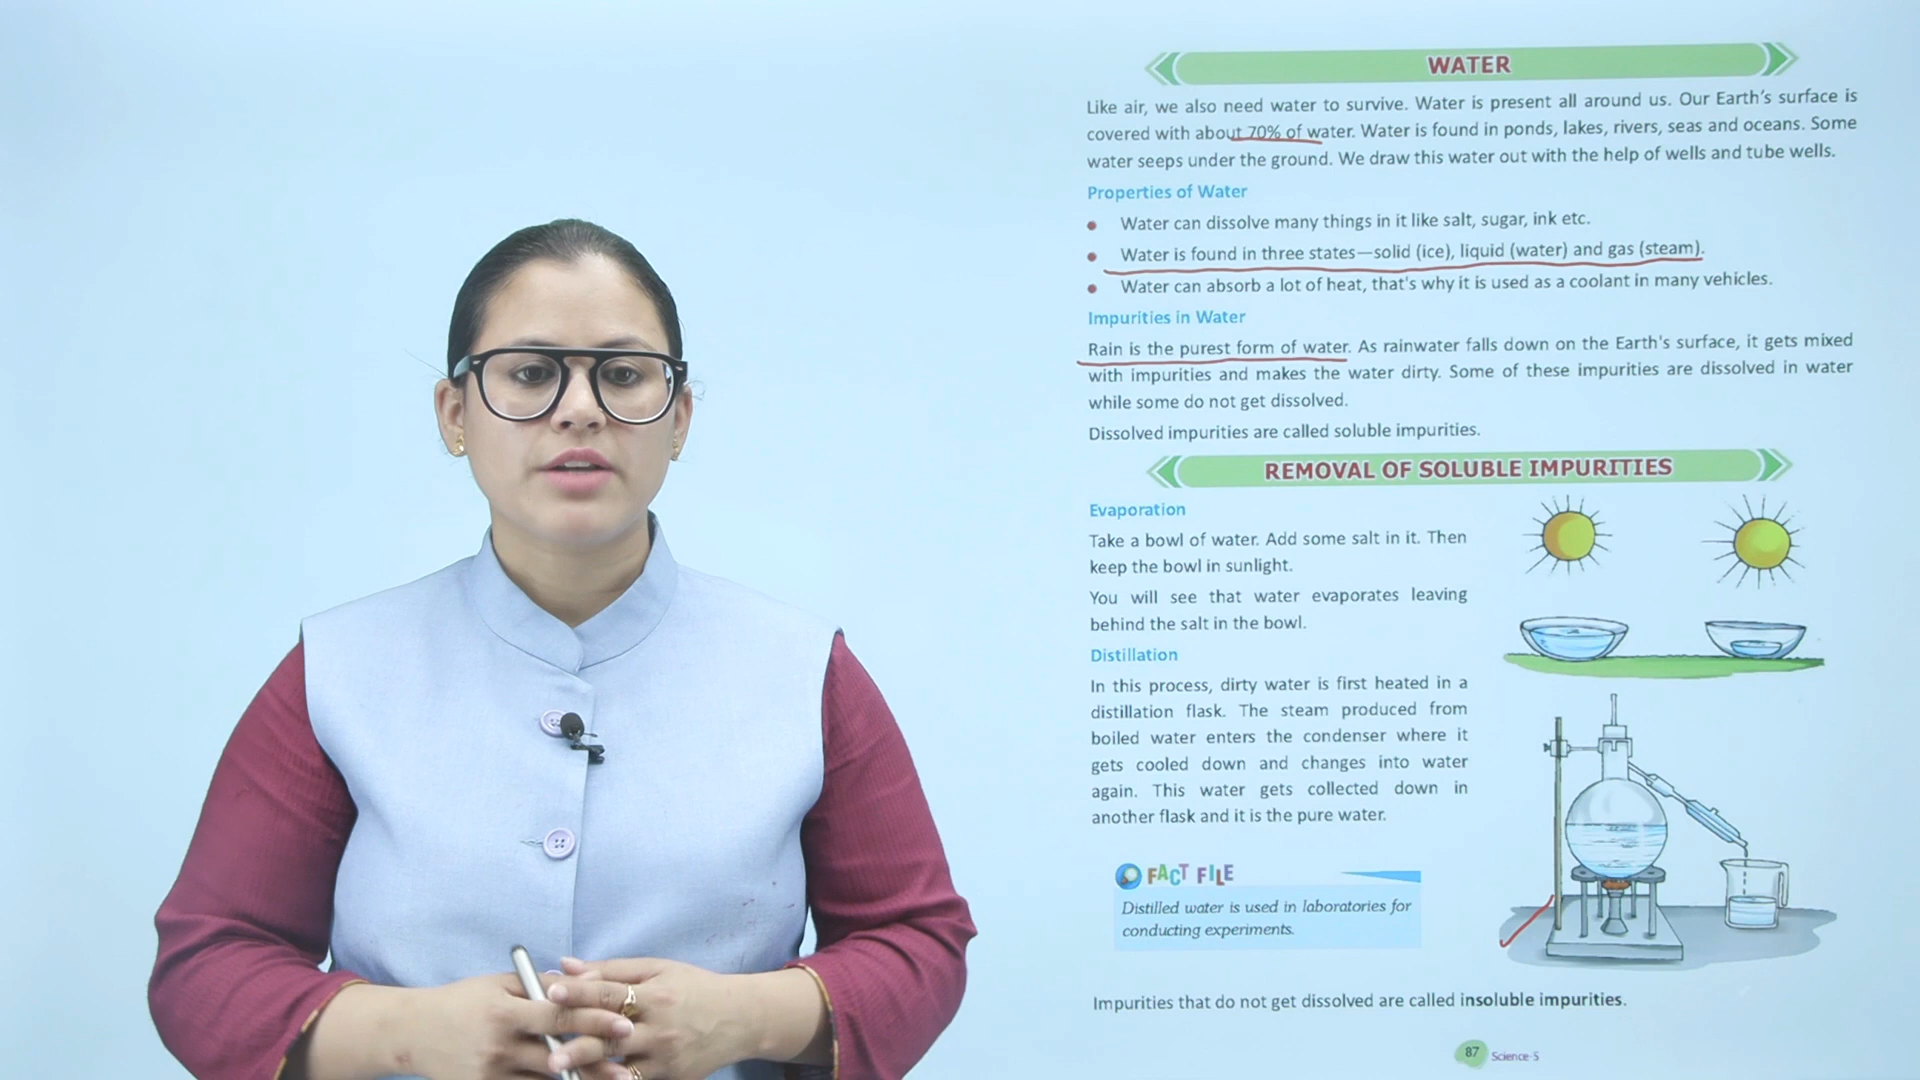 WATER
Like air, we also need water to survive. Water is present all around us. Our Earth's surface is
covered with about 70% of water. Water is found in ponds, lakes, rivers, seas and oceans. Some
water seeps under the ground. We draw this water out with the help of wells and tube wells.
Properties of Water
Water can dissolve many things in it like salt, sugar, ink etc.
Water is found in three states—solid (ice), liquid (water) and gas (steam).
Water can absorb a lot of heat, that's why it is used as a coolant in many vehicles.
Impurities in Water
Rain is the purest form of water. As rainwater falls down on the Earth's surface, it gets mixed
with impurities and makes the water dirty. Some of these impurities are dissolved in water
while some do not get dissolved.
Dissolved impurities are called soluble impurities.
REMOVAL OF SOLUBLE IMPURITIES
Evaporation
Take a bowl of water. Add some salt in it. Then
keep the bowl in sunlight.
You will see that water evaporates leaving
behind the salt in the bowl.
Distillation
In this process, dirty water is first heated in a
distillation flask. The steam produced from
boiled water enters the condenser where it
gets cooled down and changes into water
again. This water gets collected down in
another flask and it is the pure water.
FACT FILE
Distilled water is used in laboratories for
conducting experiments.
Impurities that do not get dissolved are called insoluble impurities.
87 Science-5